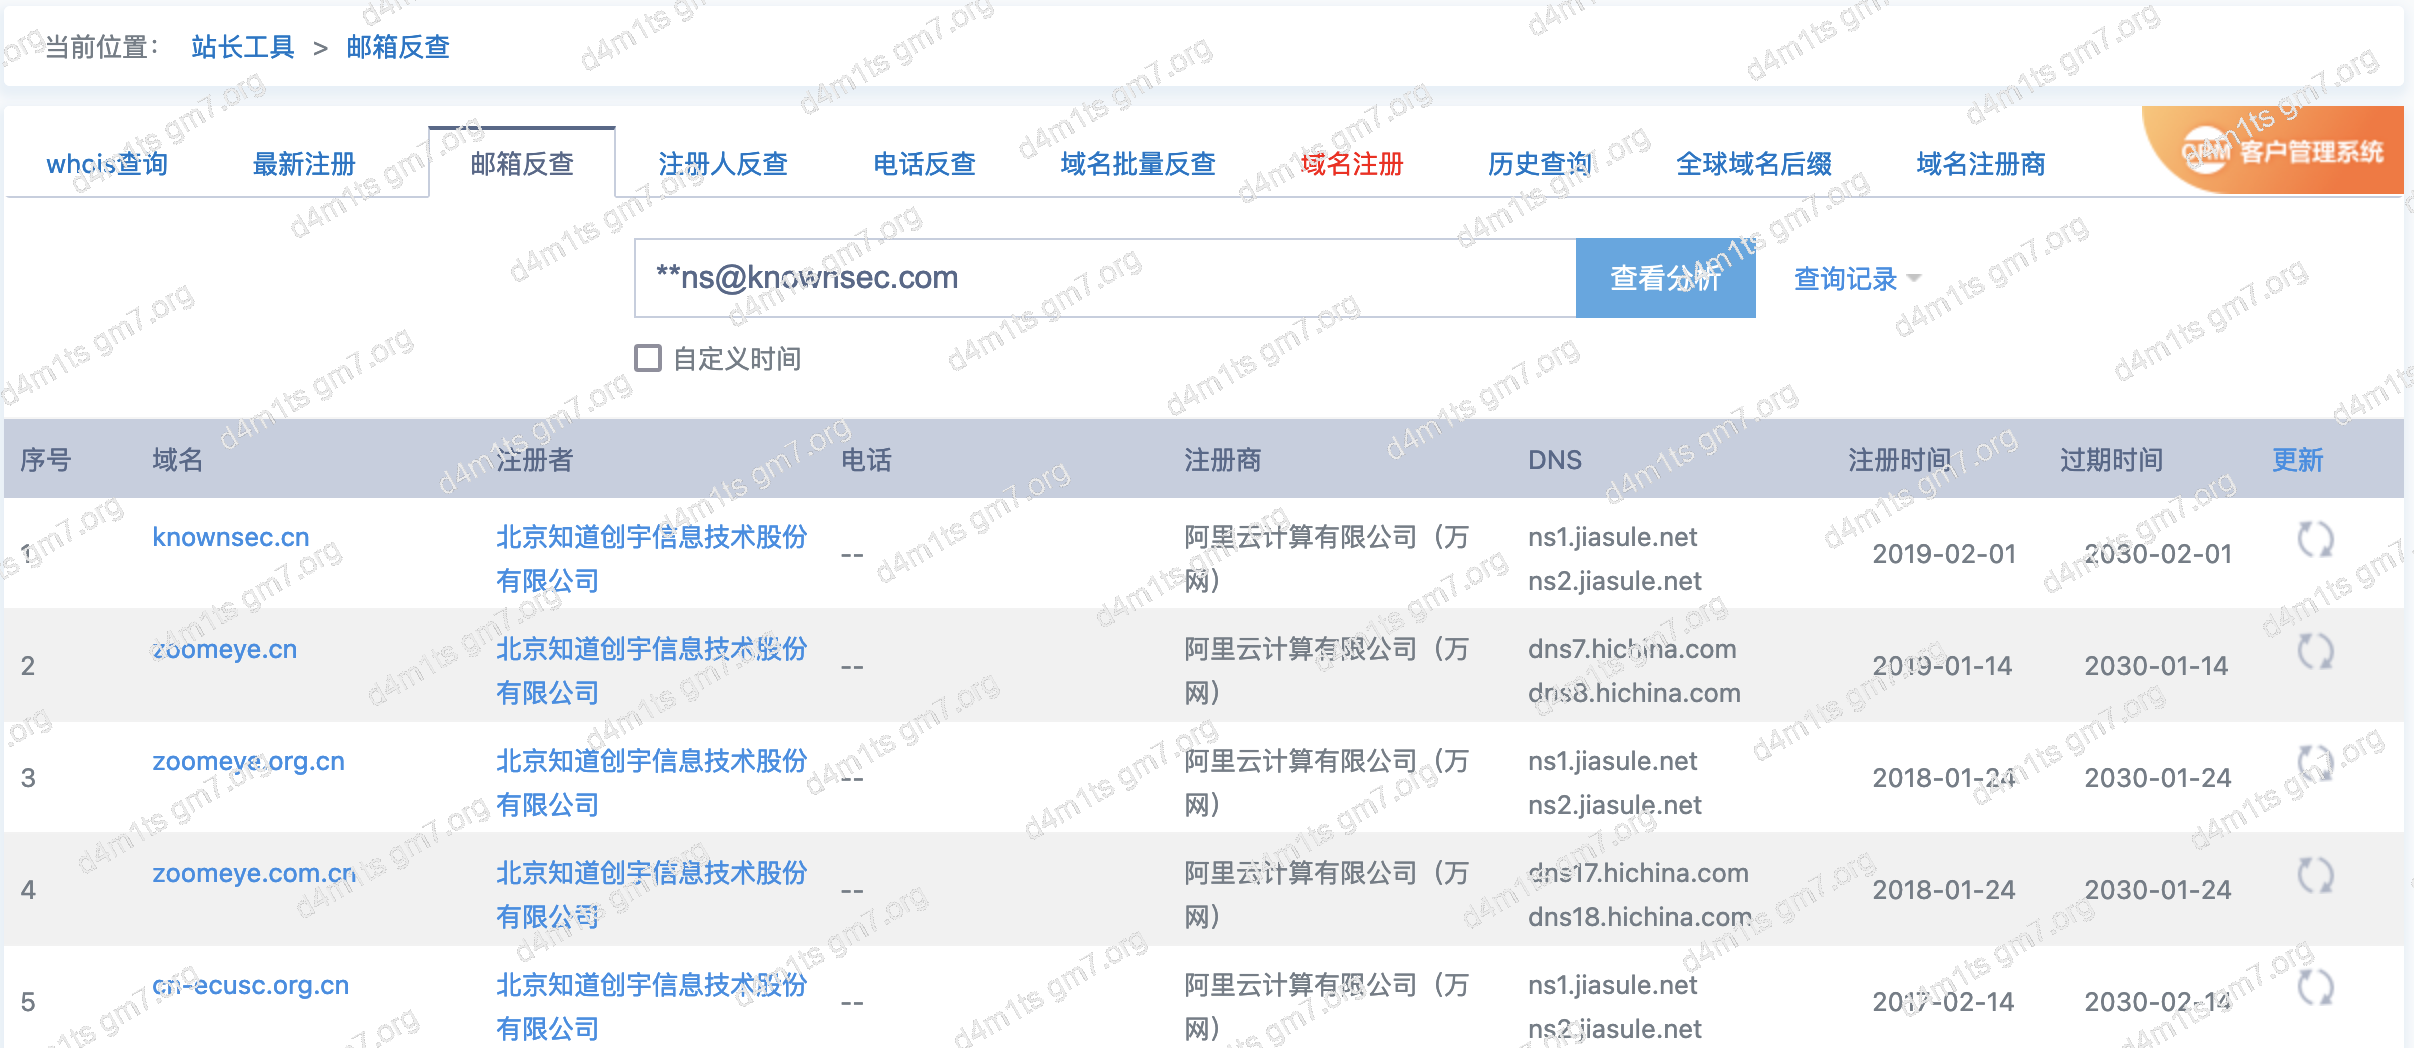 当前位置： 站长工具 > 邮箱反查
whois查询 最新注册 邮箱反查 注册人反查 电话反查 域名批量反查 域名注册 历史查询 全球域名后缀 域名注册商 CRM 客户管理系统
**ns@knownsec.com 查看分析 查询记录
自定义时间
序号 域名 注册者 电话 注册商 DNS 注册时间 过期时间 更新
1 knownsec.cn 北京知道创宇信息技术股份 -- 阿里云计算有限公司（万 ns1.jiasule.net 2019-02-01 2030-02-01
有限公司 网） ns2.jiasule.net
2 zoomeye.cn 北京知道创宇信息技术股份 -- 阿里云计算有限公司（万 dns7.hichina.com 2019-01-14 2030-01-14
有限公司 网） dns8.hichina.com
3 zoomeye.org.cn 北京知道创宇信息技术股份 -- 阿里云计算有限公司（万 ns1.jiasule.net 2018-01-24 2030-01-24
有限公司 网） ns2.jiasule.net
4 zoomeye.com.cn 北京知道创宇信息技术股份 -- 阿里云计算有限公司（万 dns17.hichina.com 2018-01-24 2030-01-24
有限公司 网） dns18.hichina.com
5 cn-ecusc.org.cn 北京知道创宇信息技术股份 -- 阿里云计算有限公司（万 ns1.jiasule.net 2017-02-14 2030-02-14
有限公司 网） ns2.jiasule.net
d4m1ts gm7.org